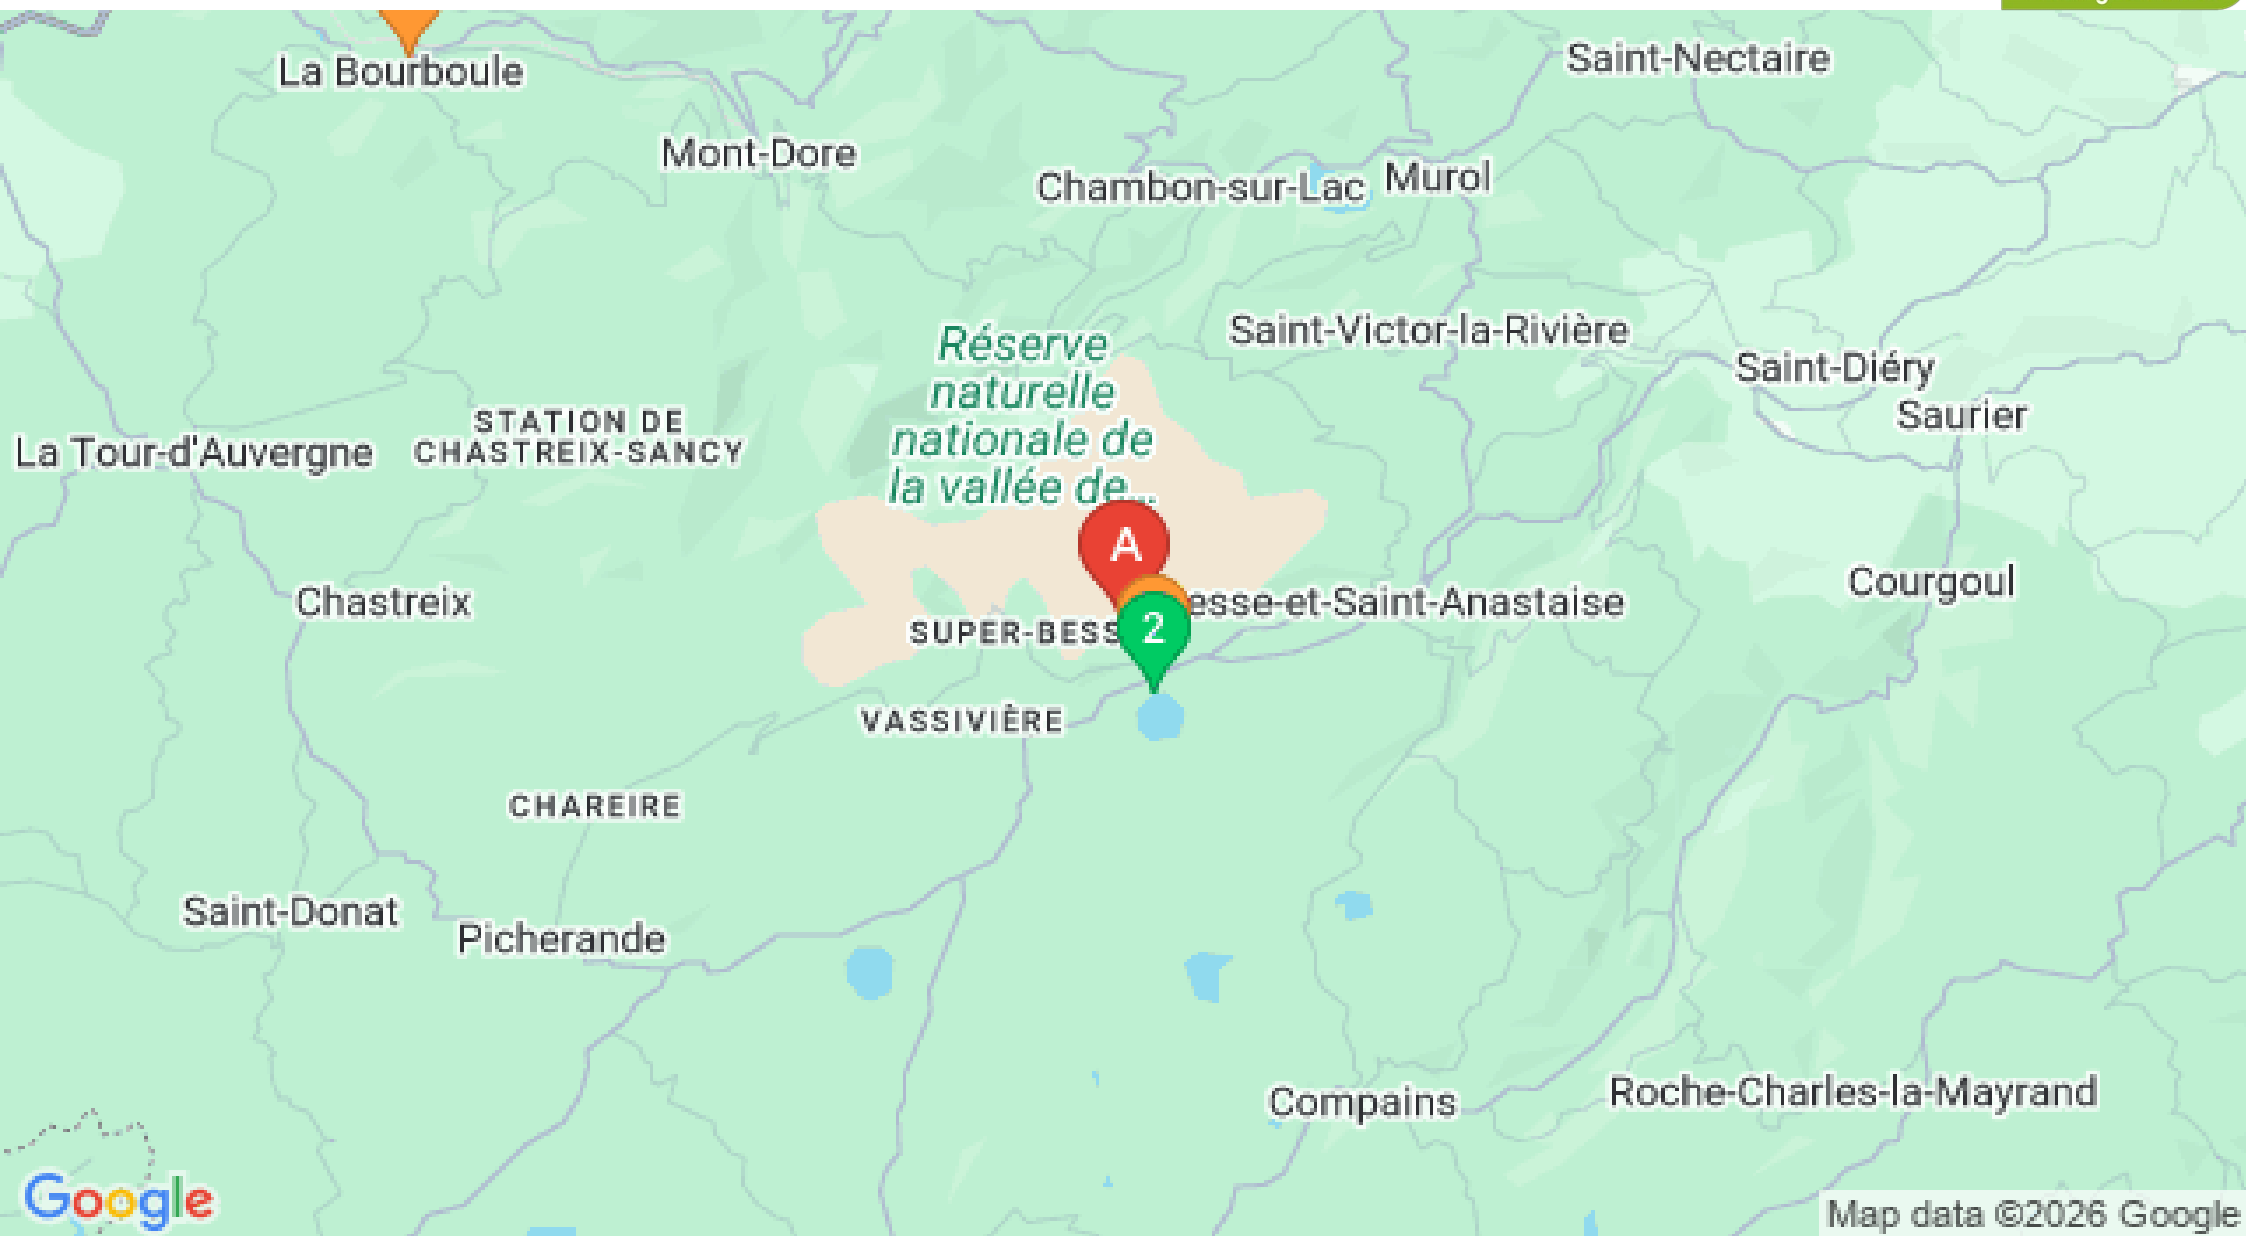 La Bourboule
Saint-Nectaire
Mont-Dore
Chambon-sur-Lac
Murol
Réserve
naturelle
nationale de
la vallée de...
Saint-Victor-la-Rivière
Saint-Diéry
Saurier
STATION DE
CHASTREIX-SANCY
La Tour-d'Auvergne
A
Chastreix
esse-et-Saint-Anastaise
Courgoul
SUPER-BESS
2
VASSIVIÈRE
CHAREIRE
Saint-Donat
Picherande
Compains
Roche-Charles-la-Mayrand
Google
Map data ©2026 Google